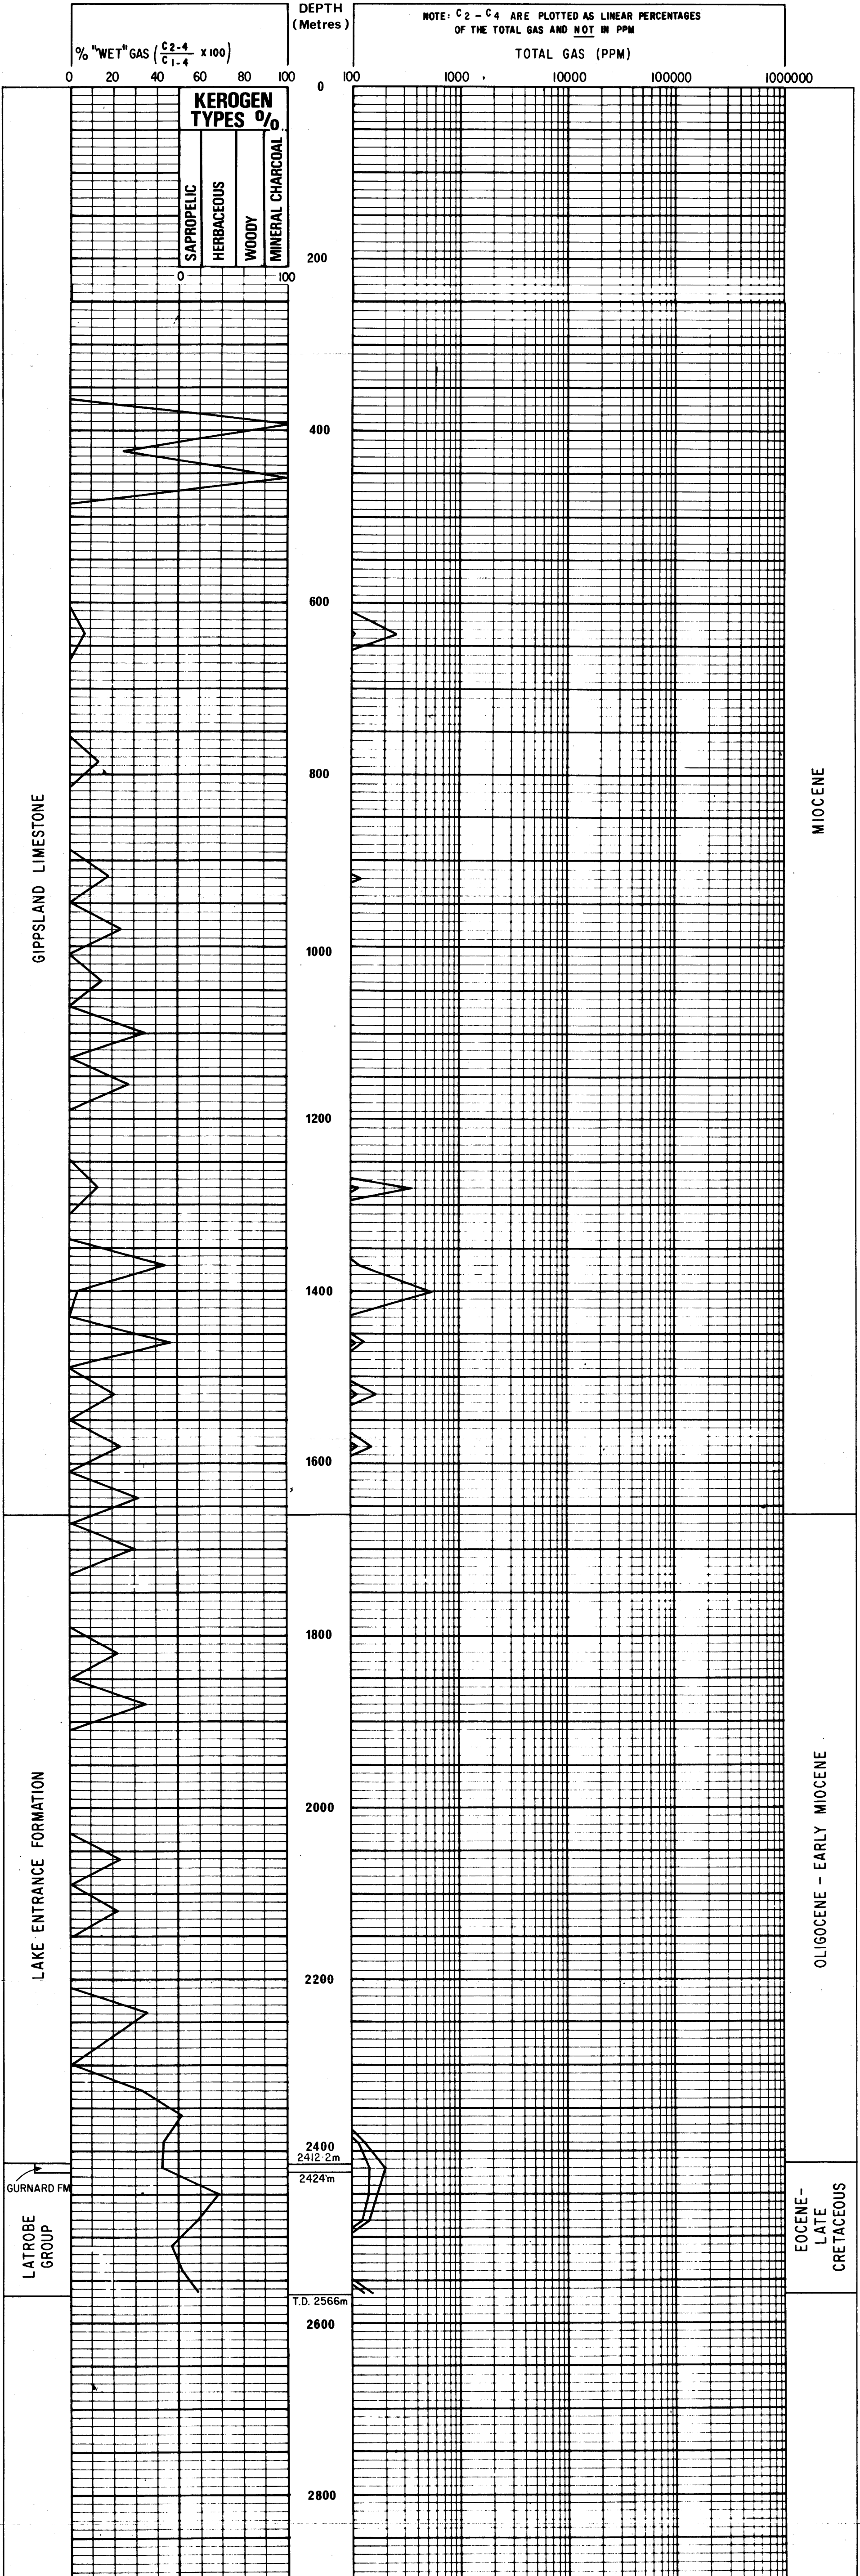 DEPTH
(Metres)
NOTE: C2 – C4 ARE PLOTTED AS LINEAR PERCENTAGES
OF THE TOTAL GAS AND NOT IN PPM
% "WET" GAS (C2-4/C1-4 X 100)
TOTAL GAS (PPM)
0 20 40 60 80 100
100 1000 10000 100000 1000000
0
KEROGEN
TYPES %
SAPROPELIC
HERBACEOUS
WOODY
MINERAL CHARCOAL
0 100
200
400
600
800
GIPPSLAND LIMESTONE
MIOCENE
1000
1200
1400
1600
1800
2000
LAKE ENTRANCE FORMATION
OLIGOCENE – EARLY MIOCENE
2200
2400
2412·2m
2424m
GURNARD FM
LATROBE
GROUP
EOCENE–
LATE
CRETACEOUS
T.D. 2566m
2600
2800